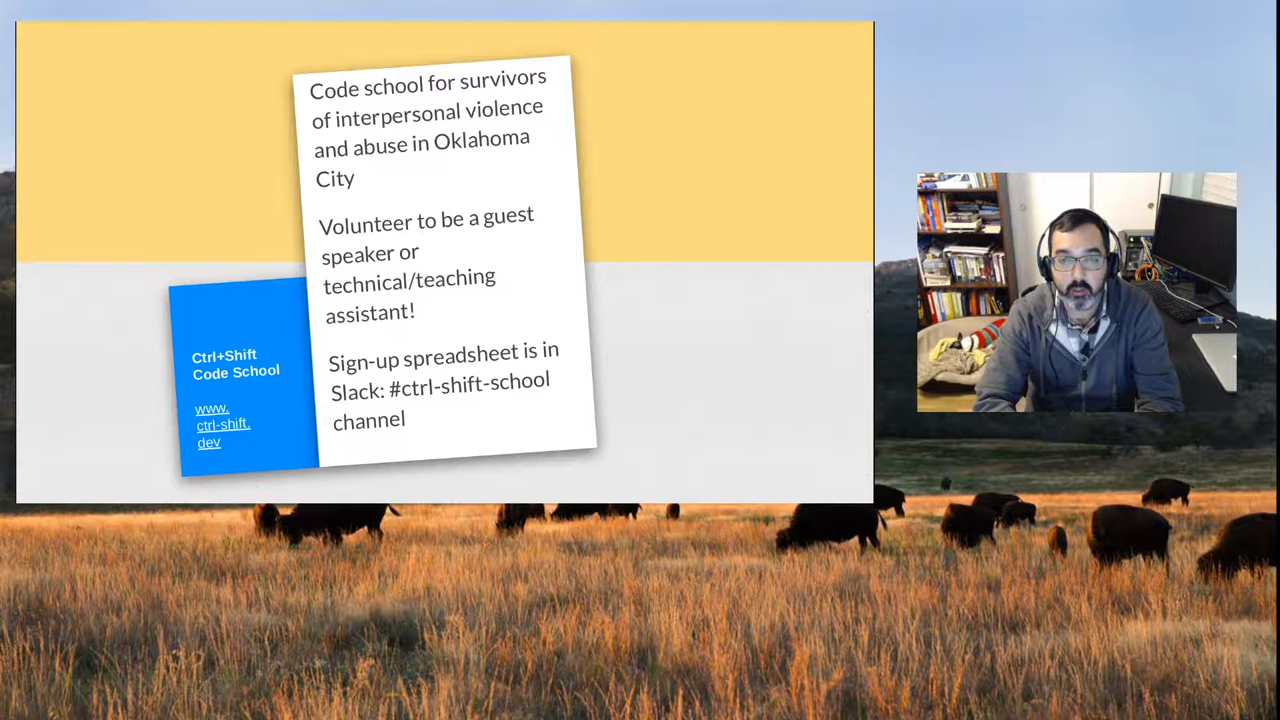 Code school for survivors
of interpersonal violence
and abuse in Oklahoma
City
Volunteer to be a guest
speaker or
technical/teaching
assistant!
Sign-up spreadsheet is in
Slack: #ctrl-shift-school
channel
Ctrl+Shift
Code School
www.
ctrl-shift.
dev